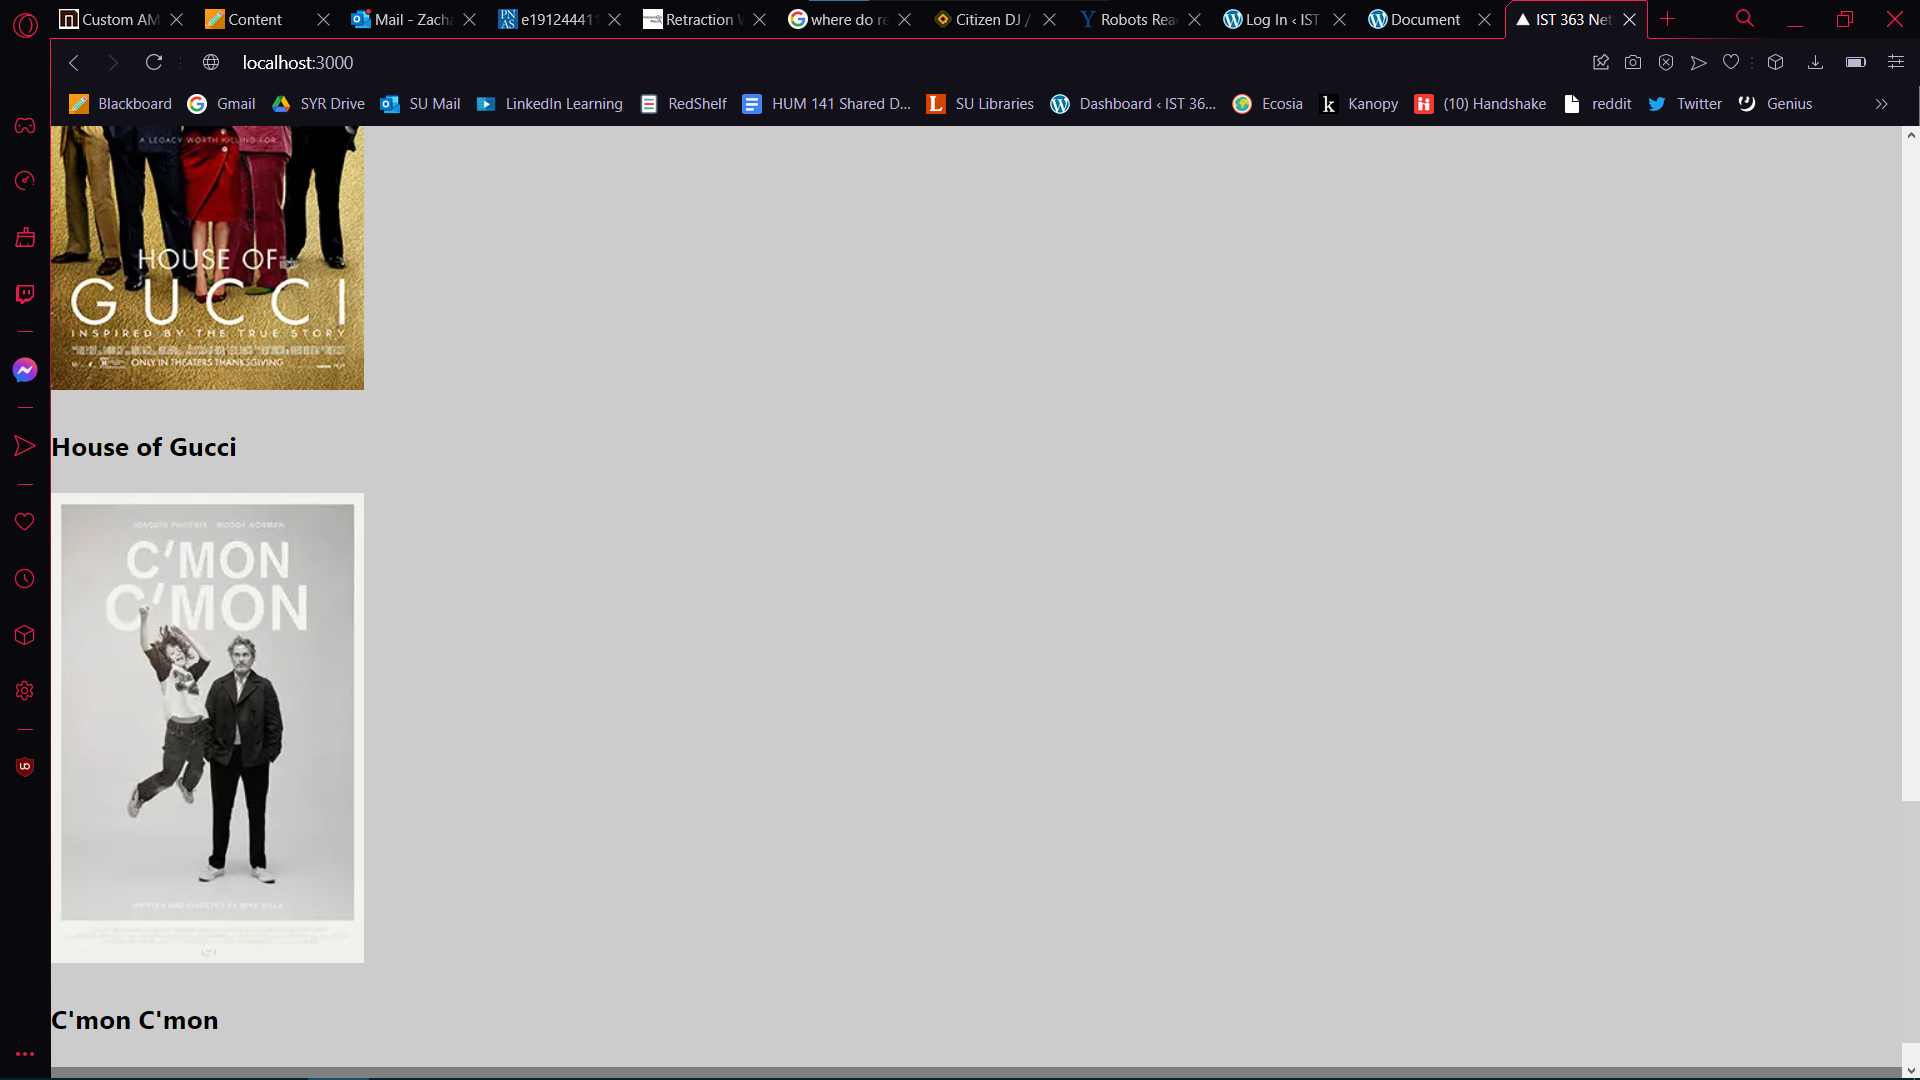 Custom AM
Content
Mail - Zacha
e191244411
Retraction W
where do re
Citizen DJ /
Robots Rea
Log In ‹ IST
Document
IST 363 Net
localhost:3000
Blackboard
Gmail
SYR Drive
SU Mail
LinkedIn Learning
RedShelf
HUM 141 Shared D...
SU Libraries
Dashboard ‹ IST 36...
Ecosia
Kanopy
(10) Handshake
reddit
Twitter
Genius
A LEGACY WORTH KILLING FOR
HOUSE OF
GUCCI
INSPIRED BY THE TRUE STORY
ONLY IN THEATERS THANKSGIVING
House of Gucci
JOAQUIN PHOENIX WOODY NORMAN
C'MON
C'MON
WRITTEN AND DIRECTED BY MIKE MILLS
C'mon C'mon